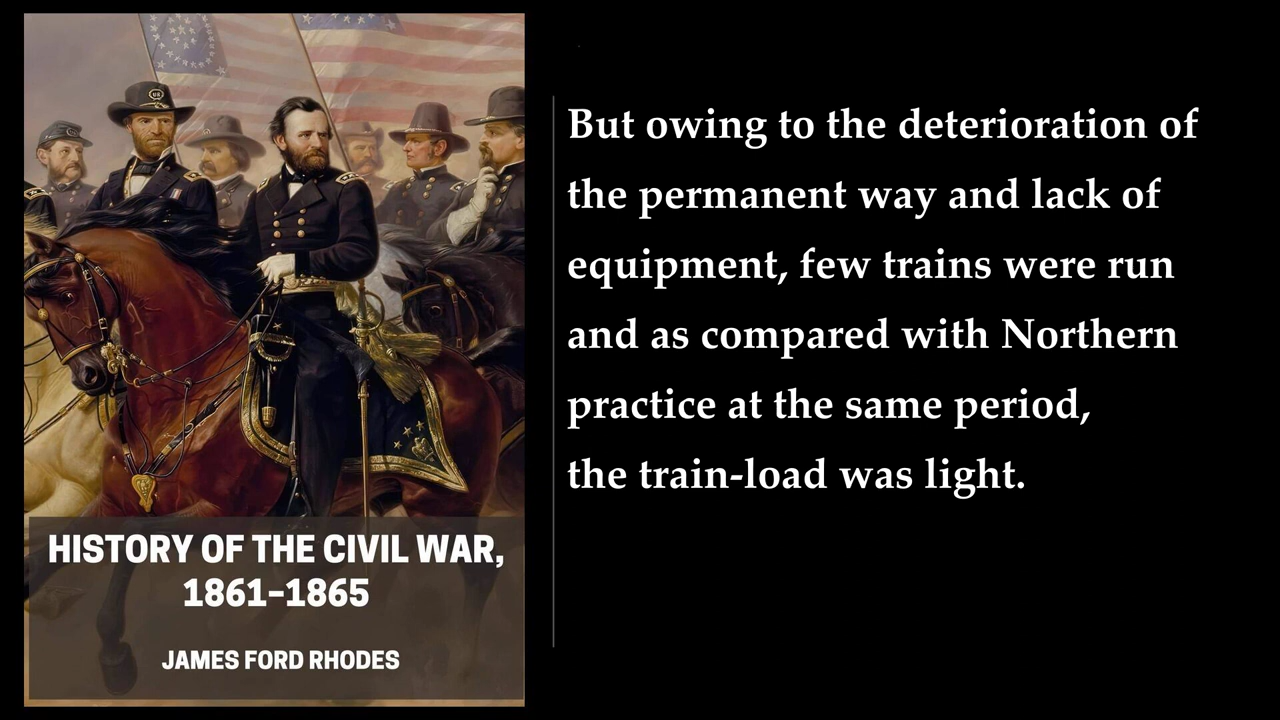 But owing to the deterioration of
the permanent way and lack of
equipment, few trains were run
and as compared with Northern
practice at the same period,
the train-load was light.
HISTORY OF THE CIVIL WAR,
1861–1865
JAMES FORD RHODES